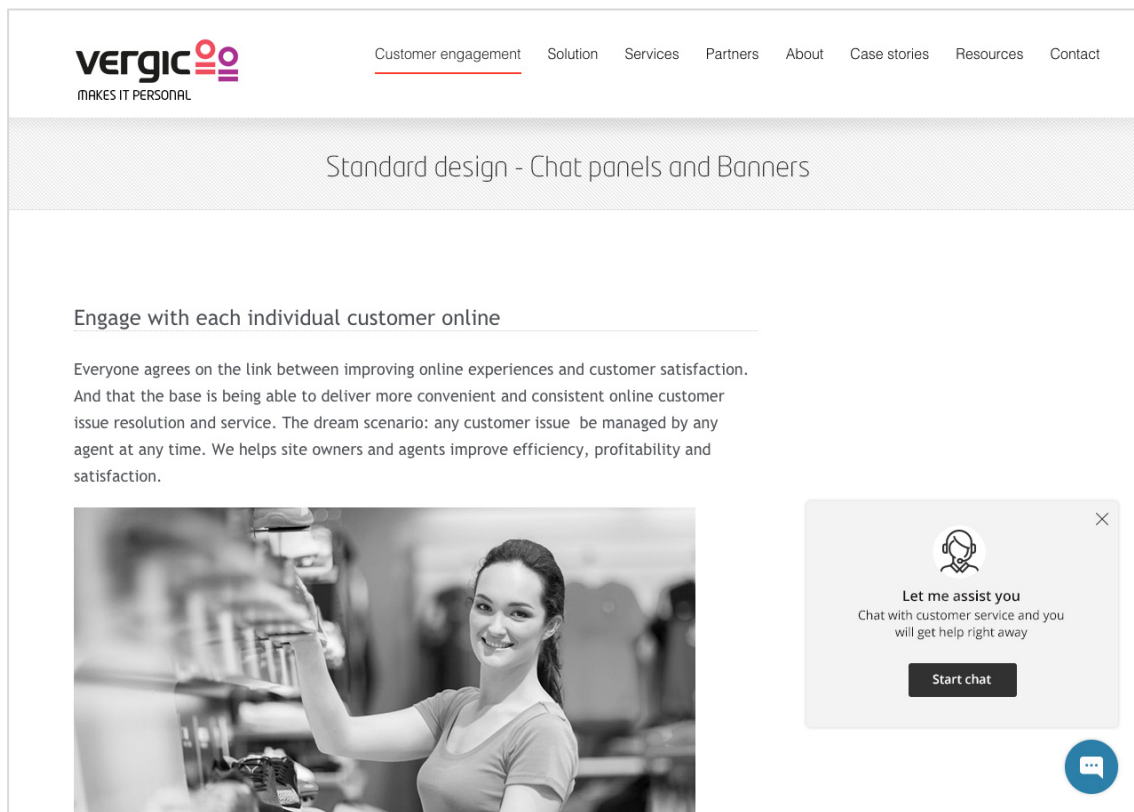 vergic
MAKES IT PERSONAL
Customer engagement Solution Services Partners About Case stories Resources Contact
Standard design - Chat panels and Banners
Engage with each individual customer online
Everyone agrees on the link between improving online experiences and customer satisfaction.
And that the base is being able to deliver more convenient and consistent online customer
issue resolution and service. The dream scenario: any customer issue  be managed by any
agent at any time. We helps site owners and agents improve efficiency, profitability and
satisfaction.
Let me assist you
Chat with customer service and you
will get help right away
Start chat